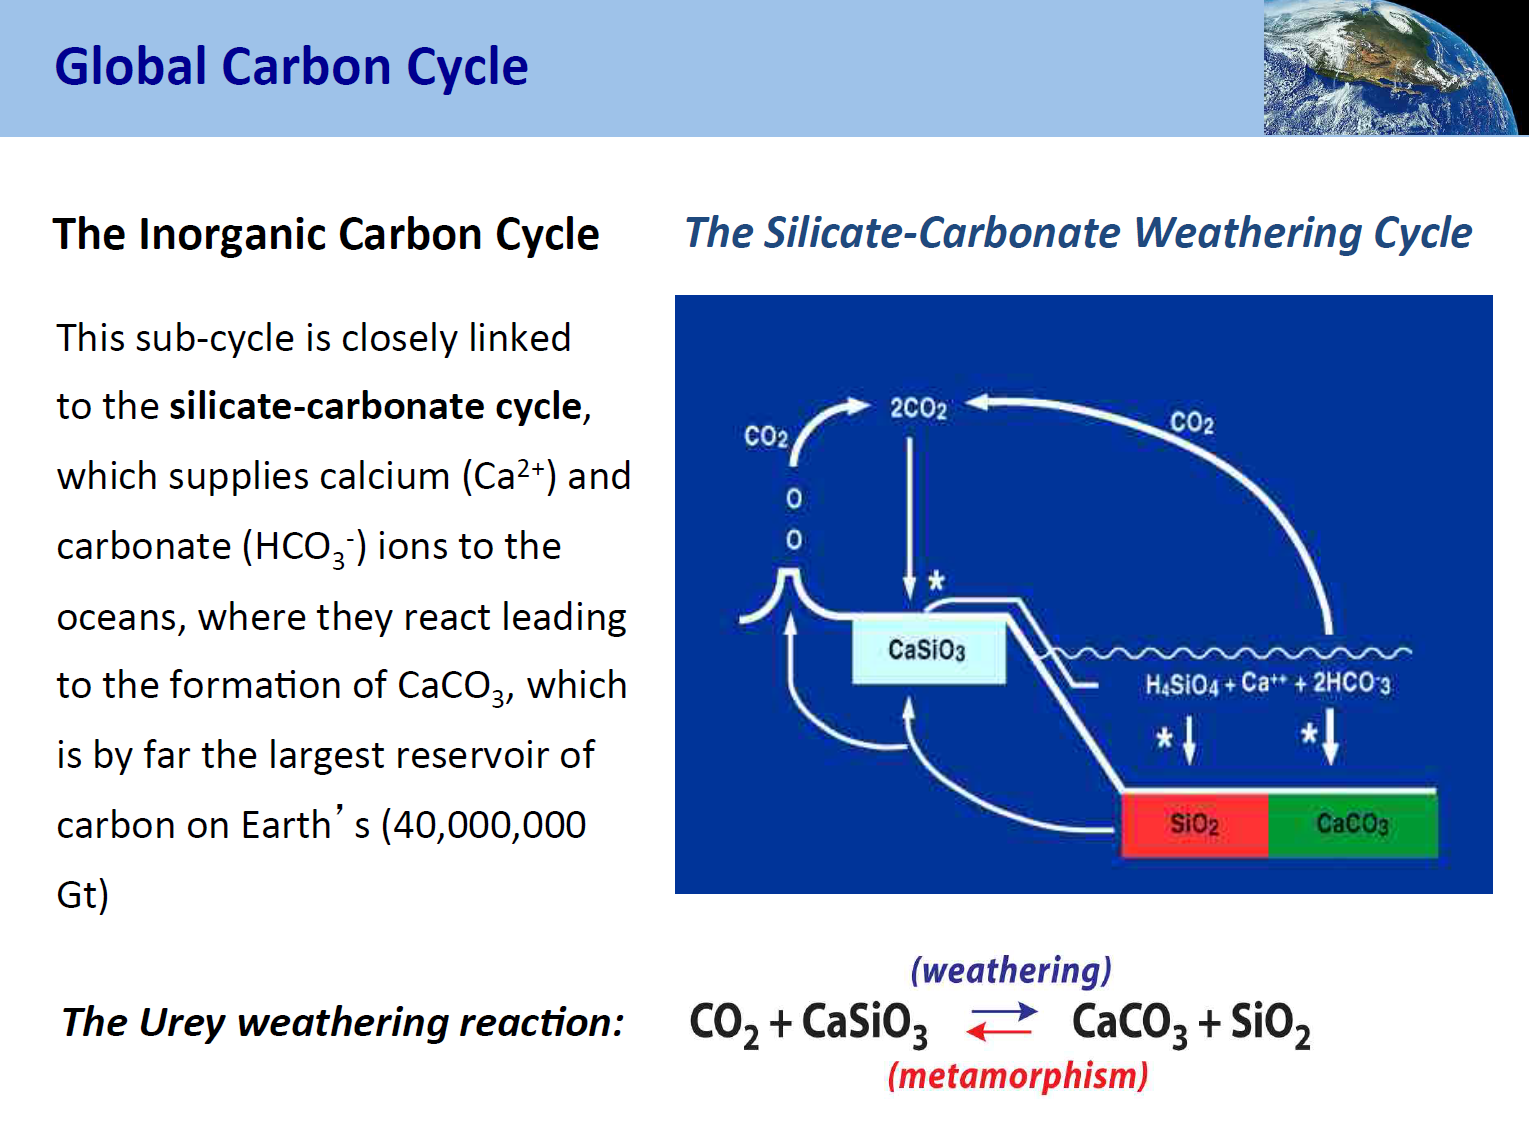 Global Carbon Cycle
The Inorganic Carbon Cycle
This sub-cycle is closely linked
to the silicate-carbonate cycle,
which supplies calcium (Ca²⁺) and
carbonate (HCO₃⁻) ions to the
oceans, where they react leading
to the formation of CaCO₃, which
is by far the largest reservoir of
carbon on Earth’ s (40,000,000
Gt)
The Silicate-Carbonate Weathering Cycle
2CO₂
CO₂
CO₂
O
O
*
CaSiO₃
H₄SiO₄ + Ca⁺⁺ + 2HCO⁻₃
*
*
SiO₂
CaCO₃
The Urey weathering reaction:
(weathering)
CO₂ + CaSiO₃ ⇌ CaCO₃ + SiO₂
(metamorphism)